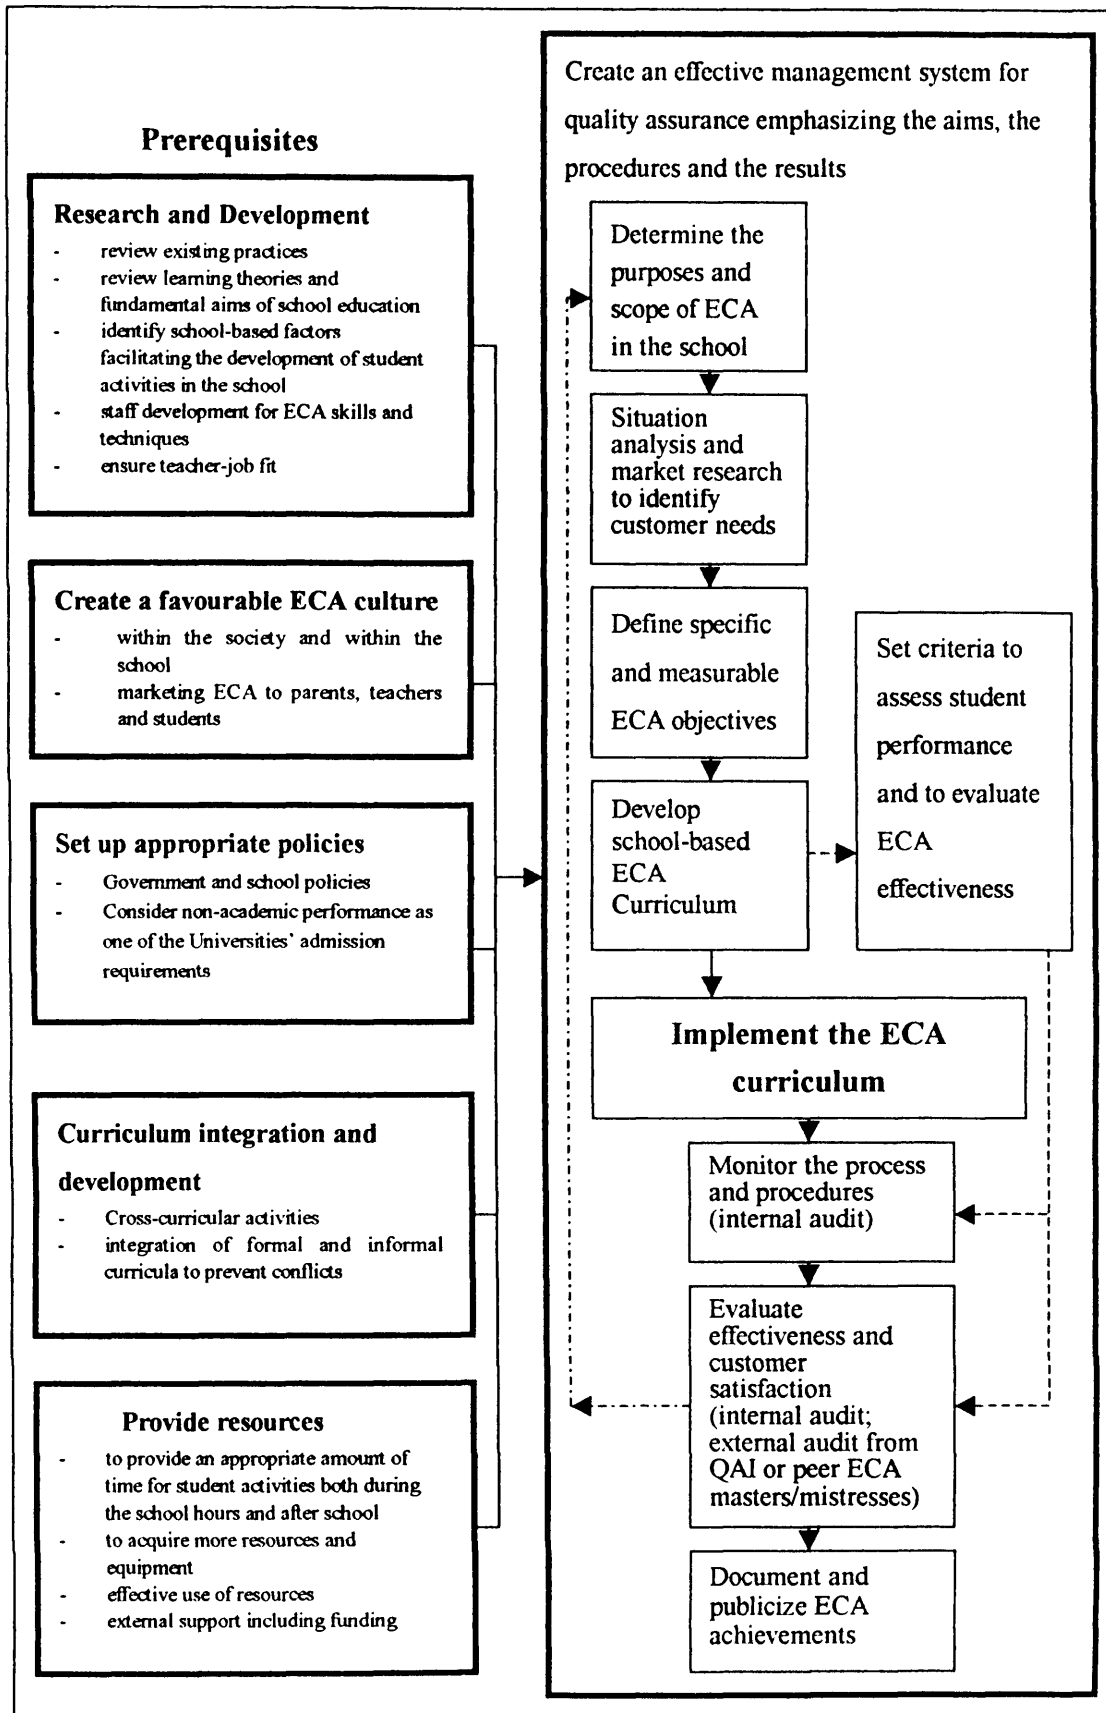 Prerequisites
Research and Development
- review existing practices
- review learning theories and
fundamental aims of school education
- identify school-based factors
facilitating the development of student
activities in the school
- staff development for ECA skills and
techniques
- ensure teacher-job fit
Create a favourable ECA culture
- within the society and within the
school
- marketing ECA to parents, teachers
and students
Set up appropriate policies
- Government and school policies
- Consider non-academic performance as
one of the Universities' admission
requirements
Curriculum integration and
development
- Cross-curricular activities
- integration of formal and informal
curricula to prevent conflicts
Provide resources
- to provide an appropriate amount of
time for student activities both during
the school hours and after school
- to acquire more resources and
equipment
- effective use of resources
- external support including funding
Create an effective management system for
quality assurance emphasizing the aims, the
procedures and the results
Determine the
purposes and
scope of ECA
in the school
Situation
analysis and
market research
to identify
customer needs
Define specific
and measurable
ECA objectives
Develop
school-based
ECA
Curriculum
Set criteria to
assess student
performance
and to evaluate
ECA
effectiveness
Implement the ECA
curriculum
Monitor the process
and procedures
(internal audit)
Evaluate
effectiveness and
customer
satisfaction
(internal audit;
external audit from
QAI or peer ECA
masters/mistresses)
Document and
publicize ECA
achievements